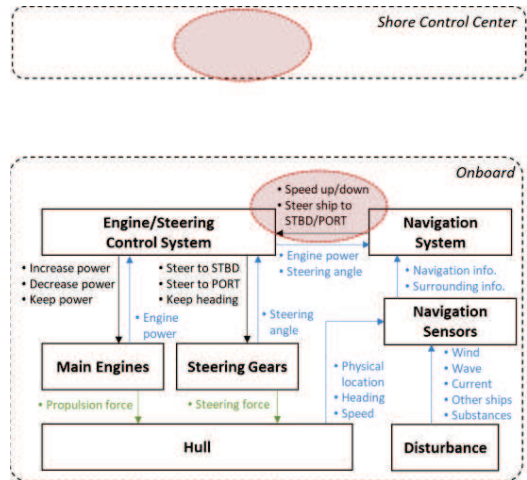 Shore Control Center
Onboard
• Speed up/down
• Steer ship to
STBD/PORT
Engine/Steering
Control System
Navigation
System
• Engine power
• Steering angle
• Increase power
• Decrease power
• Keep power
• Steer to STBD
• Steer to PORT
• Keep heading
• Navigation info.
• Surrounding info.
• Engine
power
• Steering
angle
Navigation
Sensors
Main Engines
Steering Gears
• Physical
location
• Heading
• Speed
• Wind
• Wave
• Current
• Other ships
• Substances
• Propulsion force
• Steering force
Hull
Disturbance